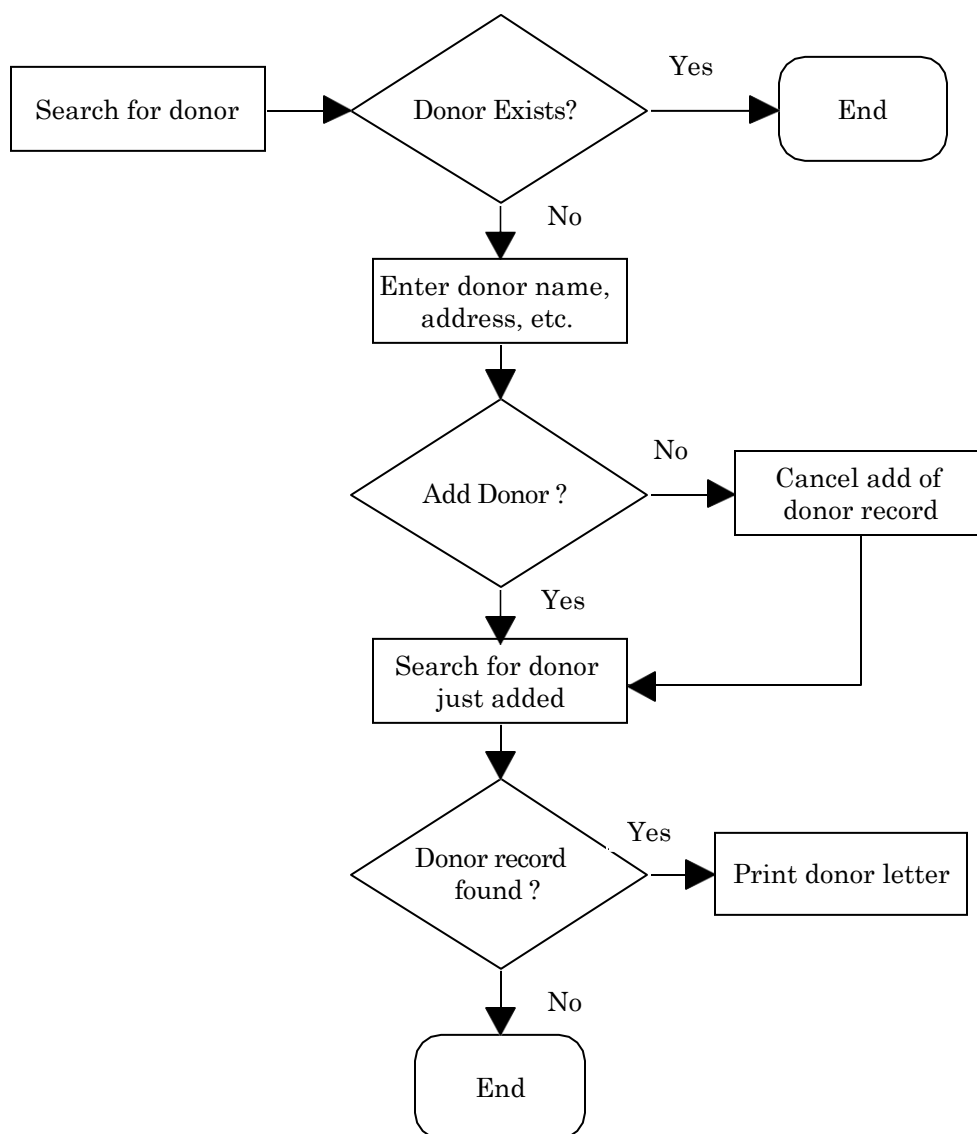 Search for donor
Donor Exists?
Yes
End
No
Enter donor name,
address, etc.
Add Donor ?
No
Cancel add of
donor record
Yes
Search for donor
just added
Donor record
found ?
Yes
Print donor letter
No
End